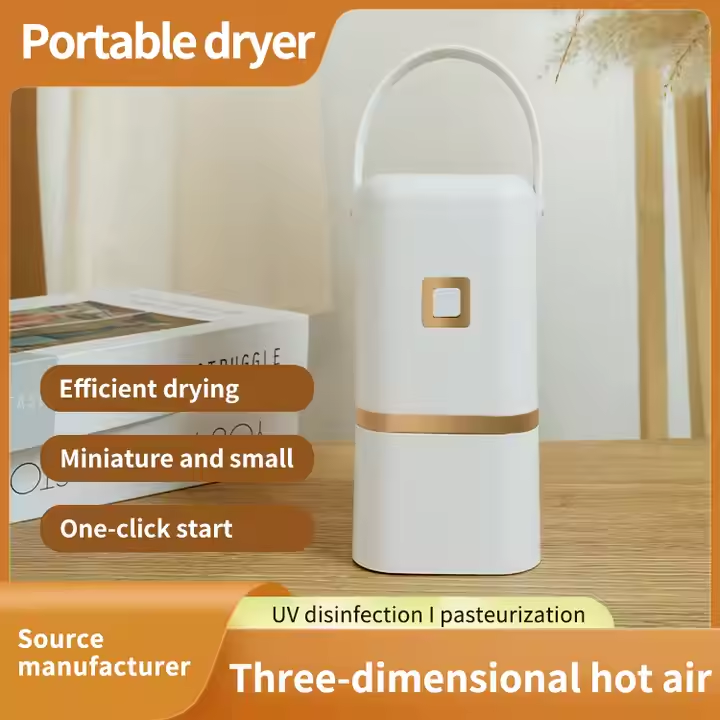 Portable dryer
STRUGGLE
Efficient drying
Miniature and small
One-click start
UV disinfection I pasteurization
Source
manufacturer
Three-dimensional hot air